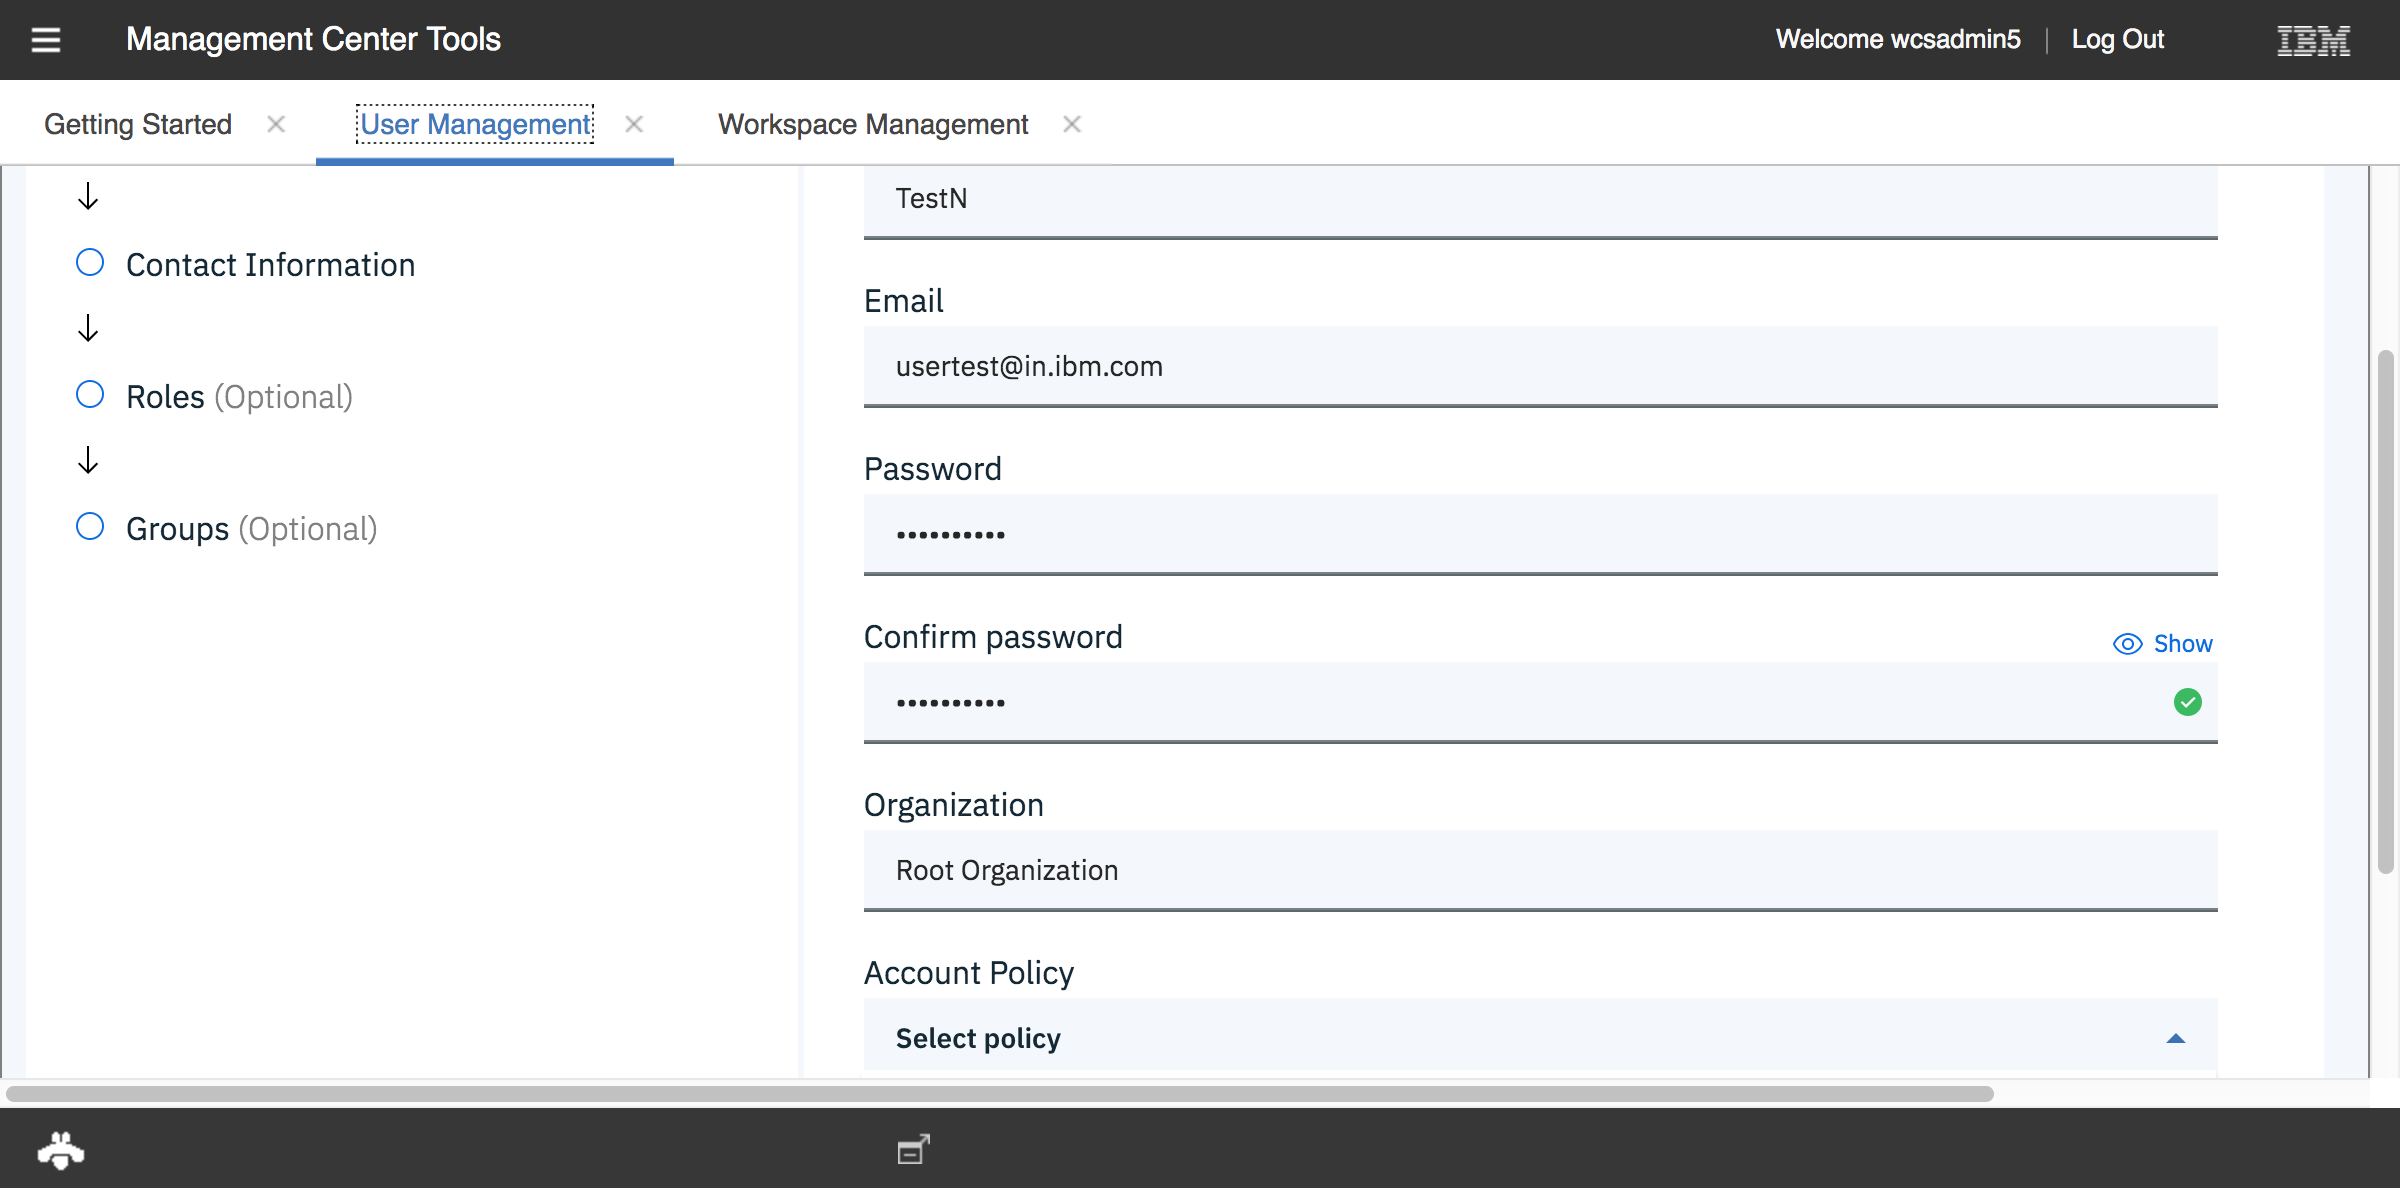 Management Center Tools
Welcome wcsadmin5 | Log Out
IBM
Getting Started
User Management
Workspace Management
Contact Information
Roles (Optional)
Groups (Optional)
TestN
Email
usertest@in.ibm.com
Password
••••••••••
Confirm password
Show
••••••••••
Organization
Root Organization
Account Policy
Select policy